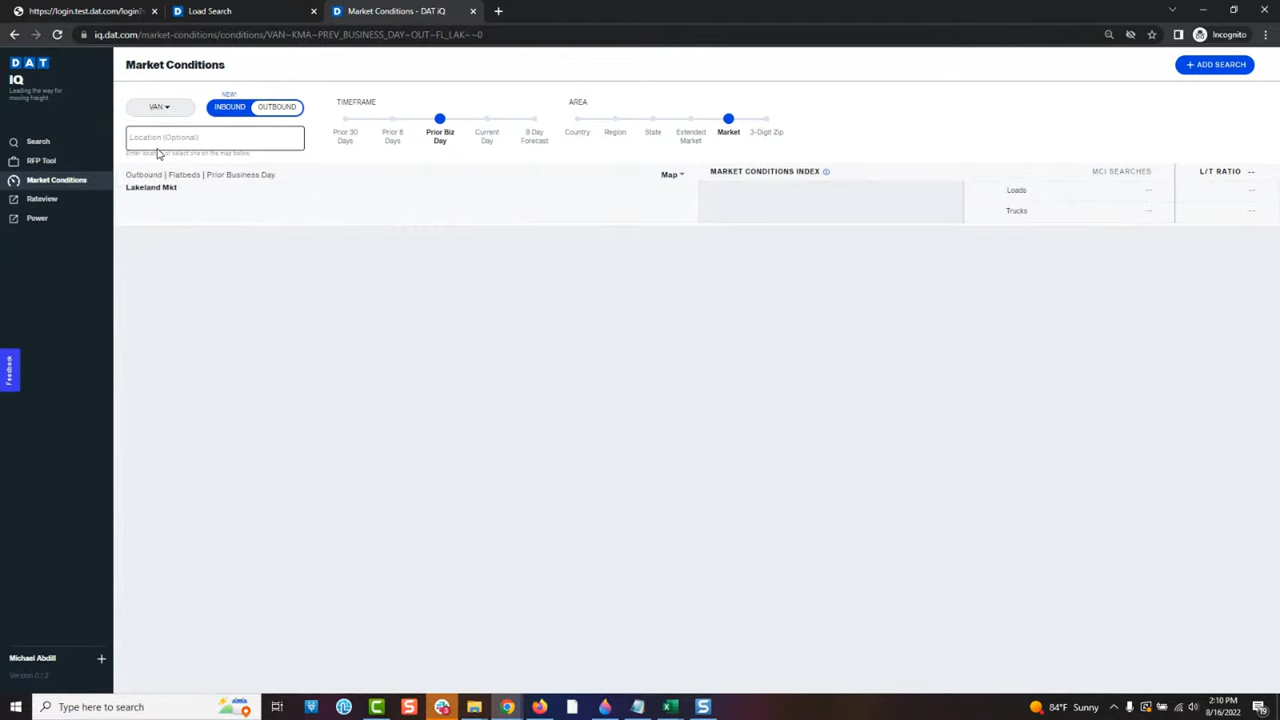 https://login.test.dat.com/login?s
Load Search
Market Conditions - DAT iQ
iq.dat.com/market-conditions/conditions/VAN~KMA~PREV_BUSINESS_DAY~OUT~FL_LAK~~0
Incognito
DAT
IQ
Leading the way for
moving freight.
Search
RFP Tool
Market Conditions
Rateview
Power
Feedback
Michael Abdill
Version 0.1.2
Market Conditions
+ ADD SEARCH
VAN
NEW!
INBOUND OUTBOUND
Location (Optional)
Enter location or select one on the map below
TIMEFRAME
Prior 30 Days
Prior 8 Days
Prior Biz Day
Current Day
8 Day Forecast
AREA
Country
Region
State
Extended Market
Market
3-Digit Zip
Outbound | Flatbeds | Prior Business Day
Lakeland Mkt
Map
MARKET CONDITIONS INDEX
MCI SEARCHES
L/T RATIO --
Loads -- --
Trucks -- --
Type here to search
84°F Sunny
2:10 PM
8/16/2022